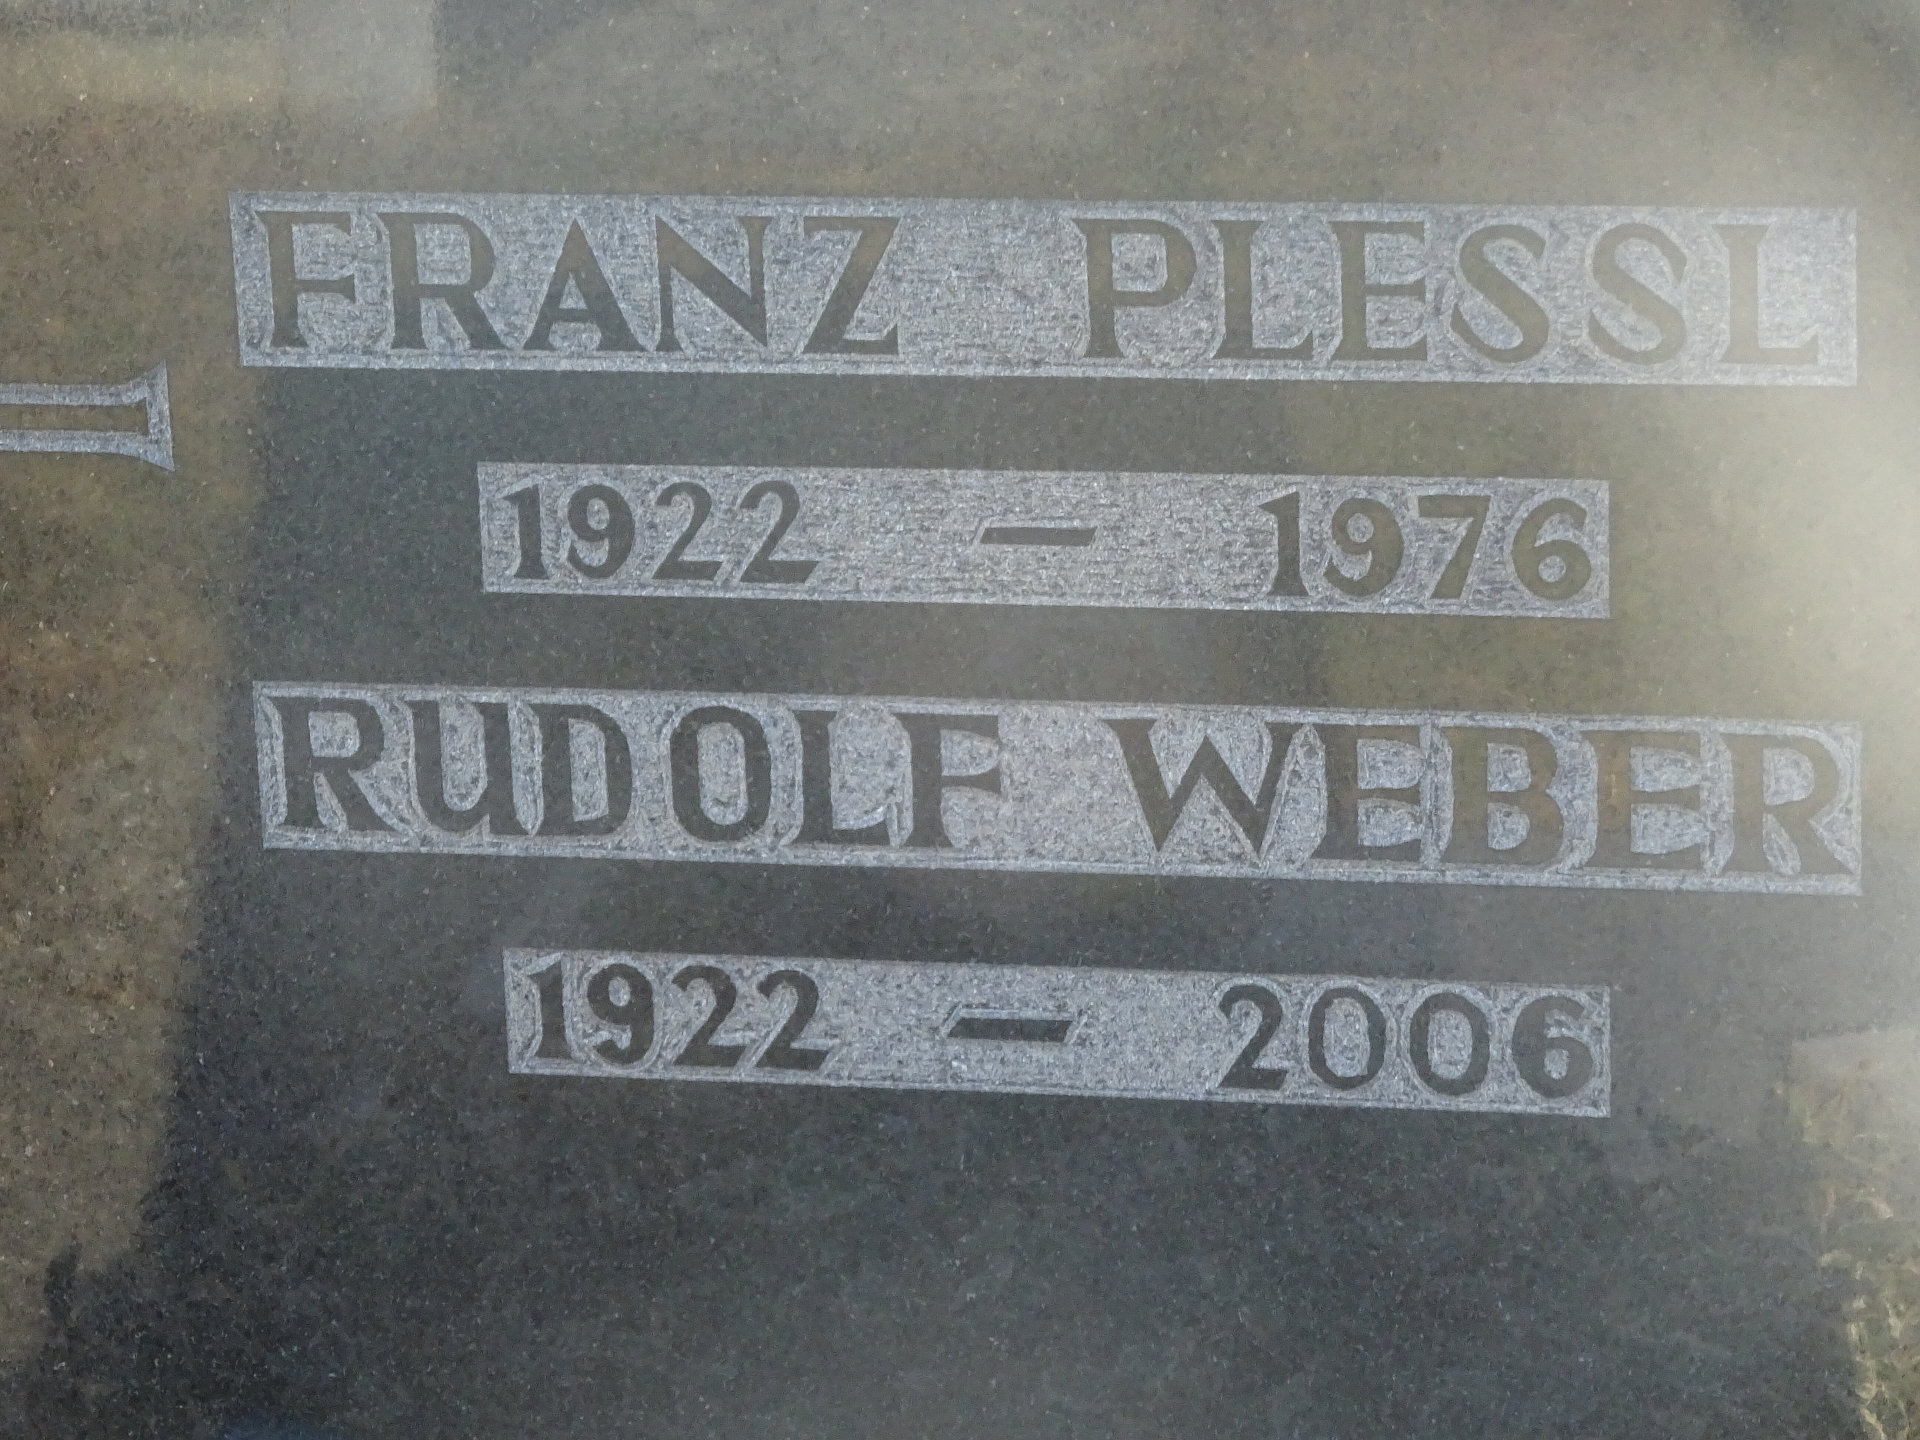 FRANZ PLESSL
1922 — 1976
RUDOLF WEBER
1922 — 2006